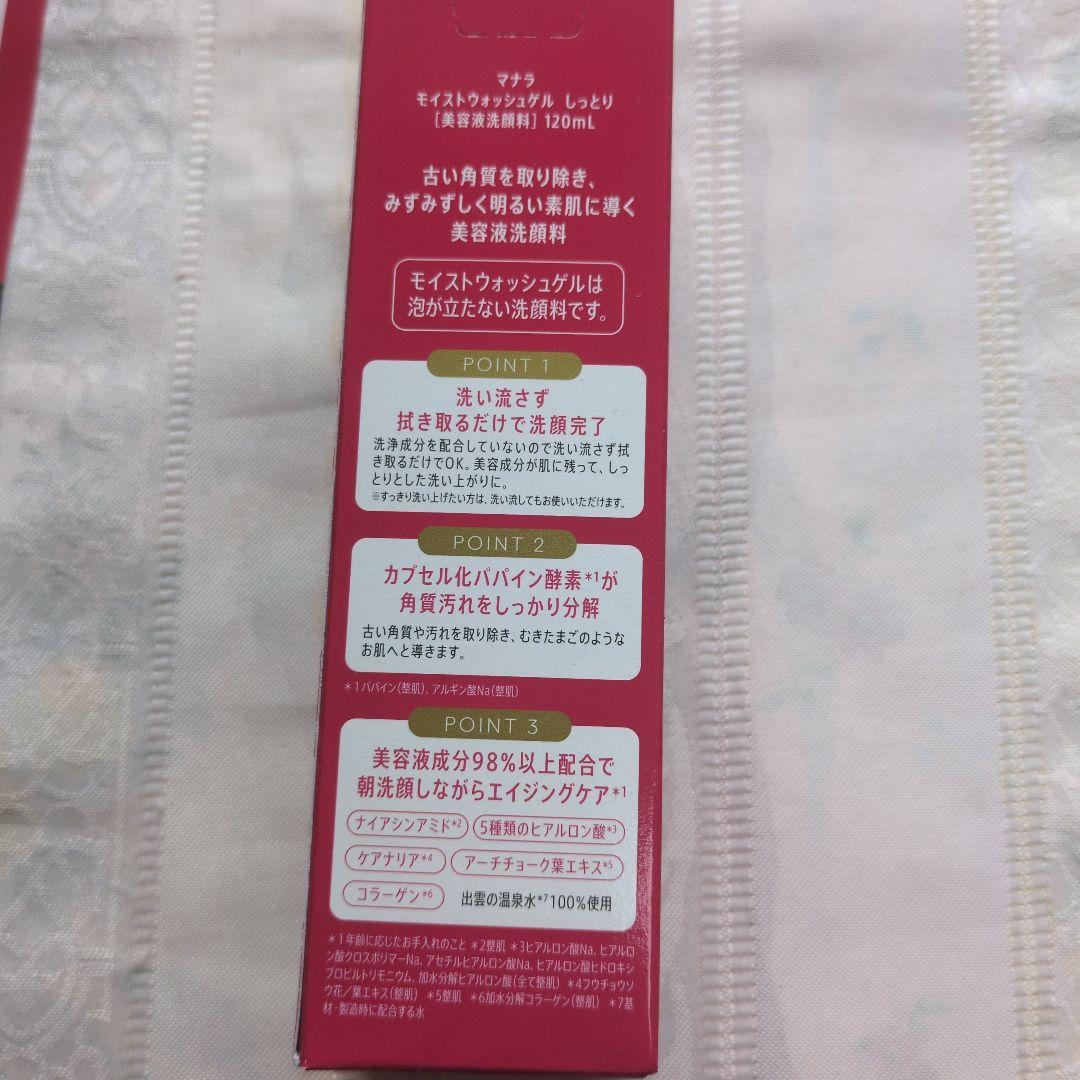 マナラ
モイストウォッシュゲル しっとり
［美容液洗顔料］120mL
古い角質を取り除き、
みずみずしく明るい素肌に導く
美容液洗顔料
モイストウォッシュゲルは
泡が立たない洗顔料です。
POINT 1
洗い流さず
拭き取るだけで洗顔完了
洗浄成分を配合していないので洗い流さず拭
き取るだけでOK。美容成分が肌に残って、しっ
とりとした洗い上がりに。
※すっきり洗い上げたい方は、洗い流してもお使いいただけます。
POINT 2
カプセル化パパイン酵素*1が
角質汚れをしっかり分解
古い角質や汚れを取り除き、むきたまごのような
お肌へと導きます。
*1パパイン（整肌）、アルギン酸Na（整肌）
POINT 3
美容液成分98%以上配合で
朝洗顔しながらエイジングケア*1
ナイアシンアミド*2 5種類のヒアルロン酸*3
ケアナリア*4 アーチチョーク葉エキス*5
コラーゲン*6 出雲の温泉水*7100%使用
*1年齢に応じたお手入れのこと *2整肌 *3ヒアルロン酸Na、ヒアルロ
ン酸クロスポリマーNa、アセチルヒアルロン酸Na、ヒアルロン酸ヒドロキシ
プロピルトリモニウム、加水分解ヒアルロン酸（全て整肌） *4フウチョウソ
ウ花／葉エキス（整肌） *5整肌 *6加水分解コラーゲン（整肌） *7基
材・製造時に配合する水